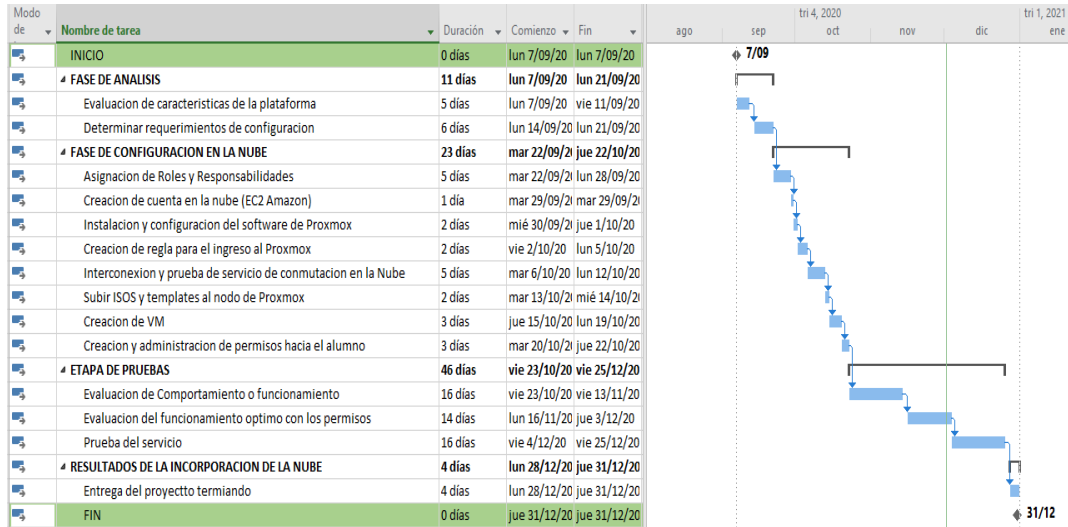 Modo de Nombre de tarea Duración Comienzo Fin
tri 4, 2020 tri 1, 2021
ago sep oct nov dic ene
INICIO 0 días lun 7/09/20 lun 7/09/20 7/09
FASE DE ANALISIS 11 días lun 7/09/20 lun 21/09/20
Evaluacion de caracteristicas de la plataforma 5 días lun 7/09/20 vie 11/09/20
Determinar requerimientos de configuracion 6 días lun 14/09/20 lun 21/09/20
FASE DE CONFIGURACION EN LA NUBE 23 días mar 22/09/2 jue 22/10/20
Asignacion de Roles y Responsabilidades 5 días mar 22/09/2 lun 28/09/20
Creacion de cuenta en la nube (EC2 Amazon) 1 día mar 29/09/2 mar 29/09/2
Instalacion y configuracion del software de Proxmox 2 días mié 30/09/2 jue 1/10/20
Creacion de regla para el ingreso al Proxmox 2 días vie 2/10/20 lun 5/10/20
Interconexion y prueba de servicio de conmutacion en la Nube 5 días mar 6/10/20 lun 12/10/20
Subir ISOS y templates al nodo de Proxmox 2 días mar 13/10/2 mié 14/10/2
Creacion de VM 3 días jue 15/10/20 lun 19/10/20
Creacion y administracion de permisos hacia el alumno 3 días mar 20/10/2 jue 22/10/20
ETAPA DE PRUEBAS 46 días vie 23/10/20 vie 25/12/20
Evaluacion de Comportamiento o funcionamiento 16 días vie 23/10/20 vie 13/11/20
Evaluacion del funcionamiento optimo con los permisos 14 días lun 16/11/20 jue 3/12/20
Prueba del servicio 16 días vie 4/12/20 vie 25/12/20
RESULTADOS DE LA INCORPORACION DE LA NUBE 4 días lun 28/12/20 jue 31/12/20
Entrega del proyectto termiando 4 días lun 28/12/20 jue 31/12/20
FIN 0 días jue 31/12/20 jue 31/12/20 31/12